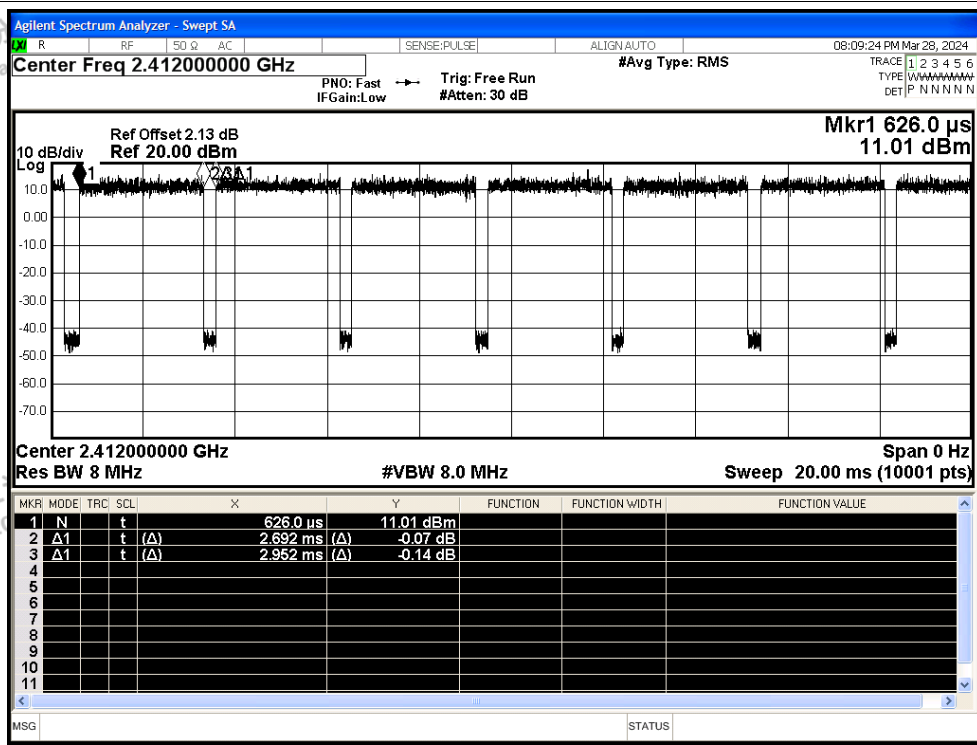 Agilent Spectrum Analyzer - Swept SA
LXI R RF 50 Ω AC SENSE:PULSE ALIGN AUTO 08:09:24 PM Mar 28, 2024
Center Freq 2.412000000 GHz
#Avg Type: RMS
TRACE 1 2 3 4 5 6
TYPE
DET P N N N N N
PNO: Fast
IFGain:Low
Trig: Free Run
#Atten: 30 dB
Mkr1 626.0 µs
11.01 dBm
Ref Offset 2.13 dB
10 dB/div Ref 20.00 dBm
Log
1
2Δ3Δ1
10.0
0.00
-10.0
-20.0
-30.0
-40.0
-50.0
-60.0
-70.0
Center 2.412000000 GHz Span 0 Hz
Res BW 8 MHz #VBW 8.0 MHz Sweep 20.00 ms (10001 pts)
MKR MODE TRC SCL X Y FUNCTION FUNCTION WIDTH FUNCTION VALUE
1 N t 626.0 µs 11.01 dBm
2 Δ1 t (Δ) 2.692 ms (Δ) -0.07 dB
3 Δ1 t (Δ) 2.952 ms (Δ) -0.14 dB
4
5
6
7
8
9
10
11
MSG STATUS